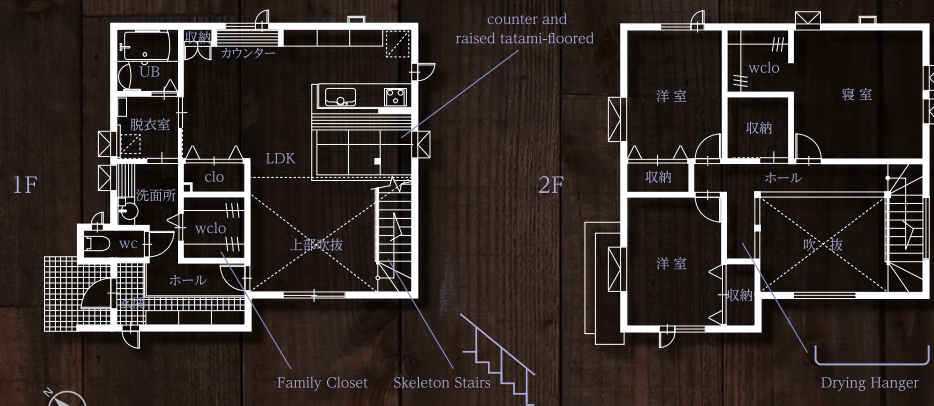 counter and
raised tatami-floored
収納
カウンター
UB
脱衣室
LDK
1F
clo
洗面所
wclo
wc
上部吹抜
ホール
Family Closet
Skeleton Stairs
N
2F
洋室
wclo
寝室
収納
収納
ホール
洋室
吹抜
収納
Drying Hanger